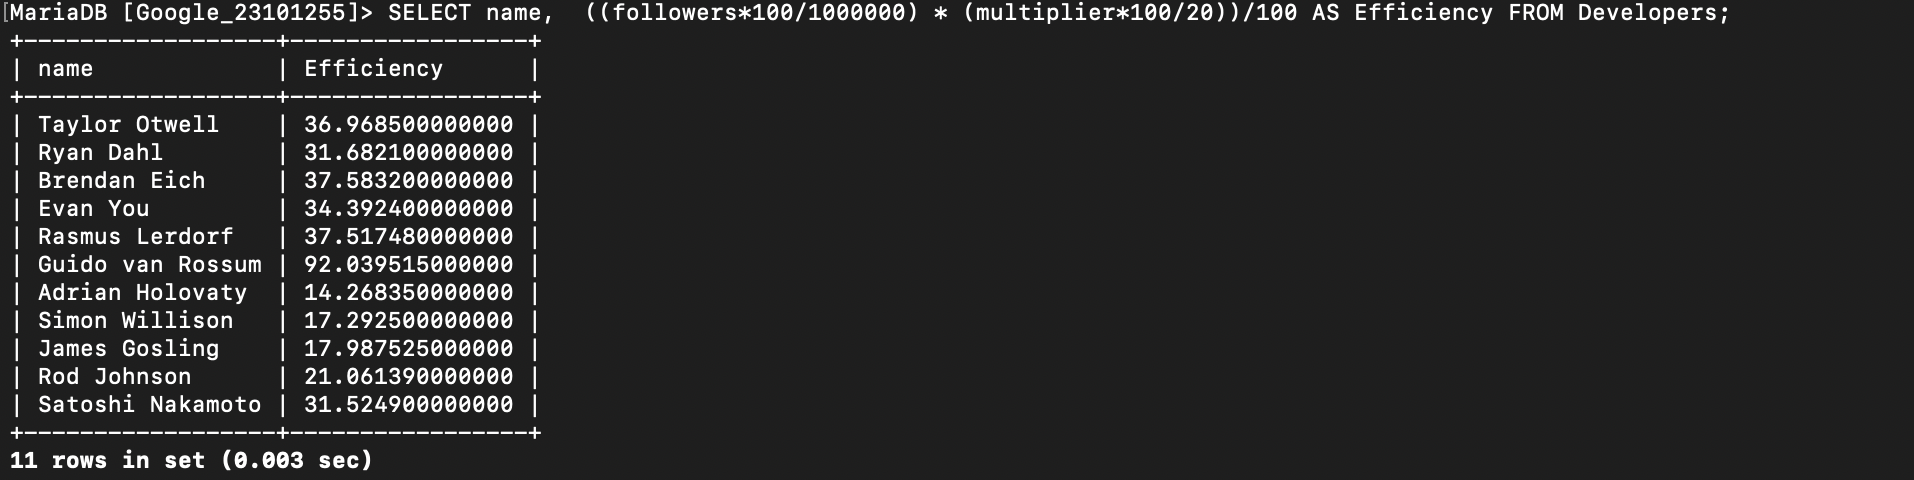 [MariaDB [Google_23101255]> SELECT name,  ((followers*100/1000000) * (multiplier*100/20))/100 AS Efficiency FROM Developers;
+------------------+-----------------+
| name             | Efficiency      |
+------------------+-----------------+
| Taylor Otwell    | 36.968500000000 |
| Ryan Dahl        | 31.682100000000 |
| Brendan Eich     | 37.583200000000 |
| Evan You         | 34.392400000000 |
| Rasmus Lerdorf   | 37.517480000000 |
| Guido van Rossum | 92.039515000000 |
| Adrian Holovaty  | 14.268350000000 |
| Simon Willison   | 17.292500000000 |
| James Gosling    | 17.987525000000 |
| Rod Johnson      | 21.061390000000 |
| Satoshi Nakamoto | 31.524900000000 |
+------------------+-----------------+
11 rows in set (0.003 sec)